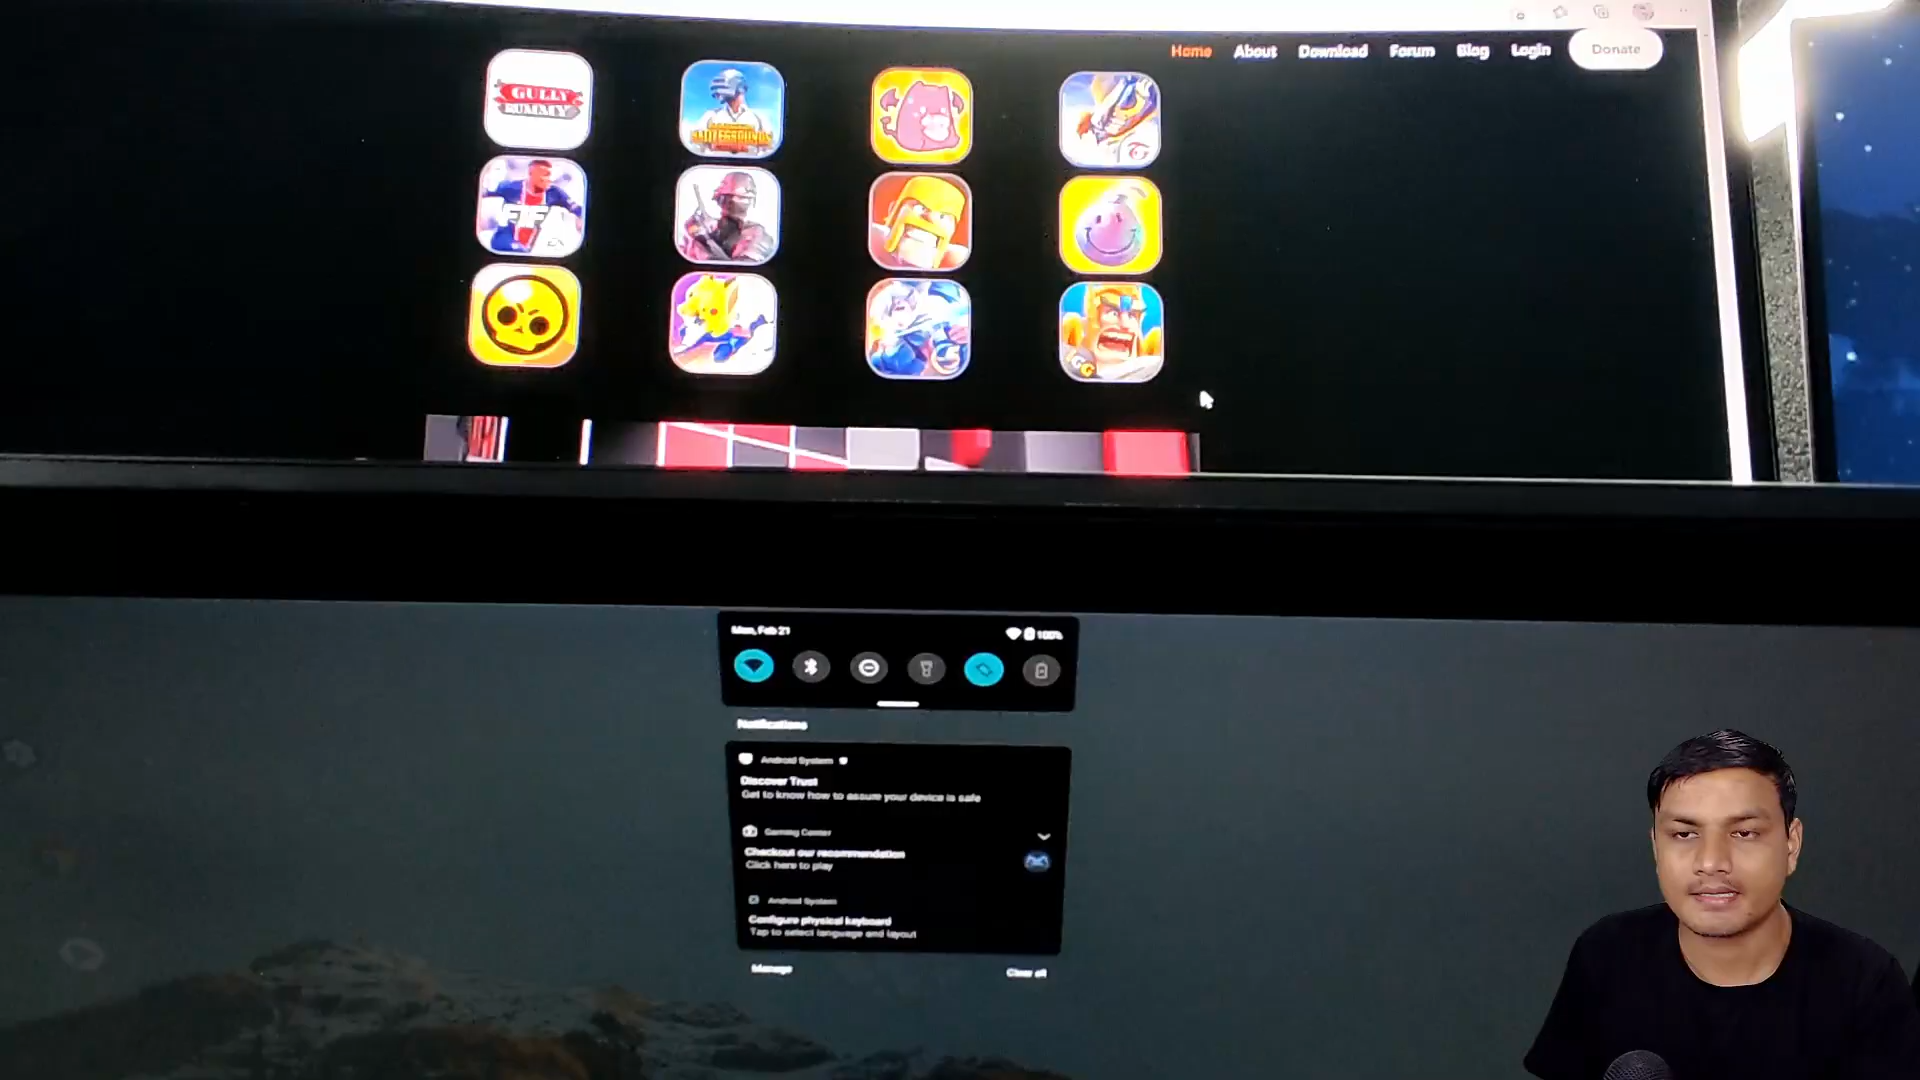 Home About Download Forum Blog Login Donate
GULLY
RUMMY
FIFA
EA
Mon, Feb 21
100%
Notifications
Android System
Discover Trust
Get to know how to assure your device is safe
Gaming Center
Checkout our recommendation
Click here to play
Android System
Configure physical keyboard
Tap to select language and layout
Manage
Clear all